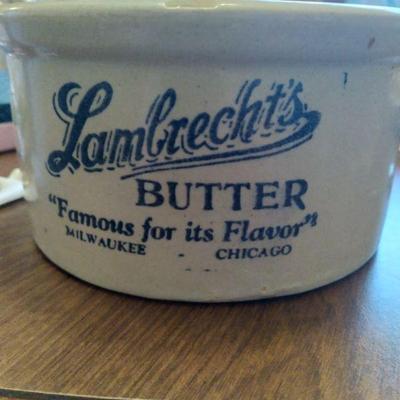 Lambrecht's
BUTTER
"Famous for its Flavor"
MILWAUKEE CHICAGO